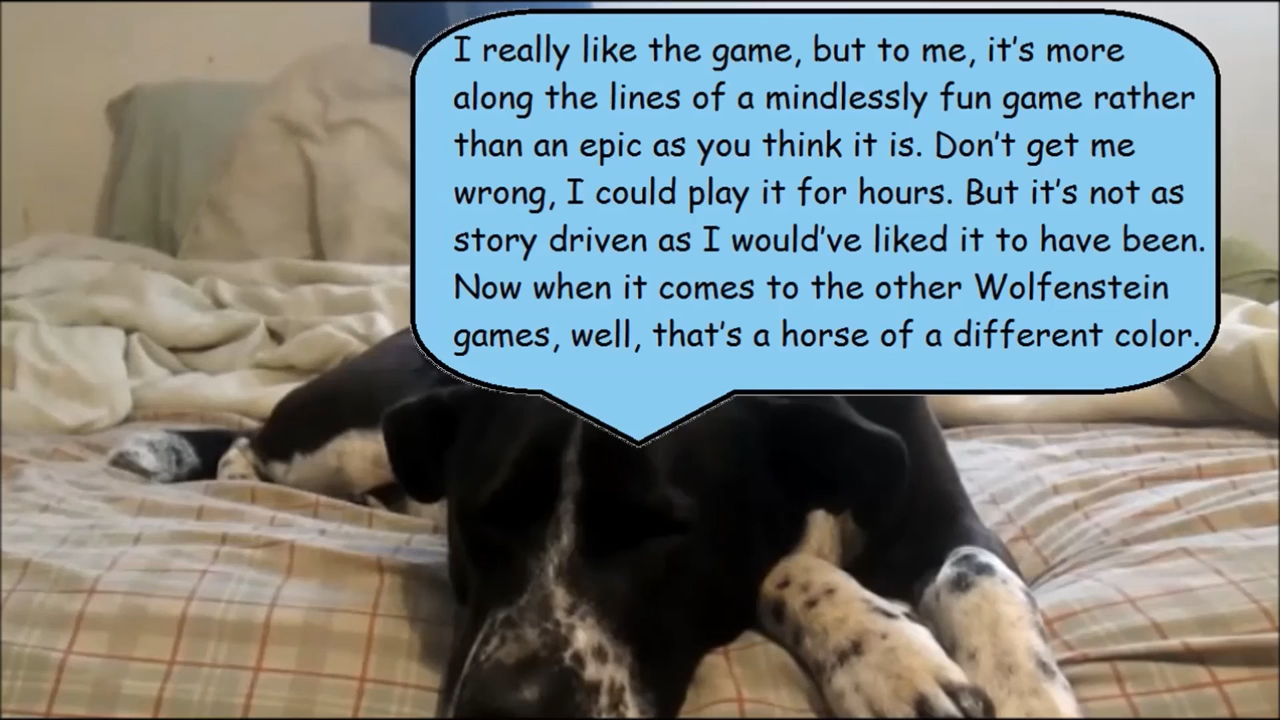 I really like the game, but to me, it's more
along the lines of a mindlessly fun game rather
than an epic as you think it is. Don't get me
wrong, I could play it for hours. But it's not as
story driven as I would've liked it to have been.
Now when it comes to the other Wolfenstein
games, well, that's a horse of a different color.